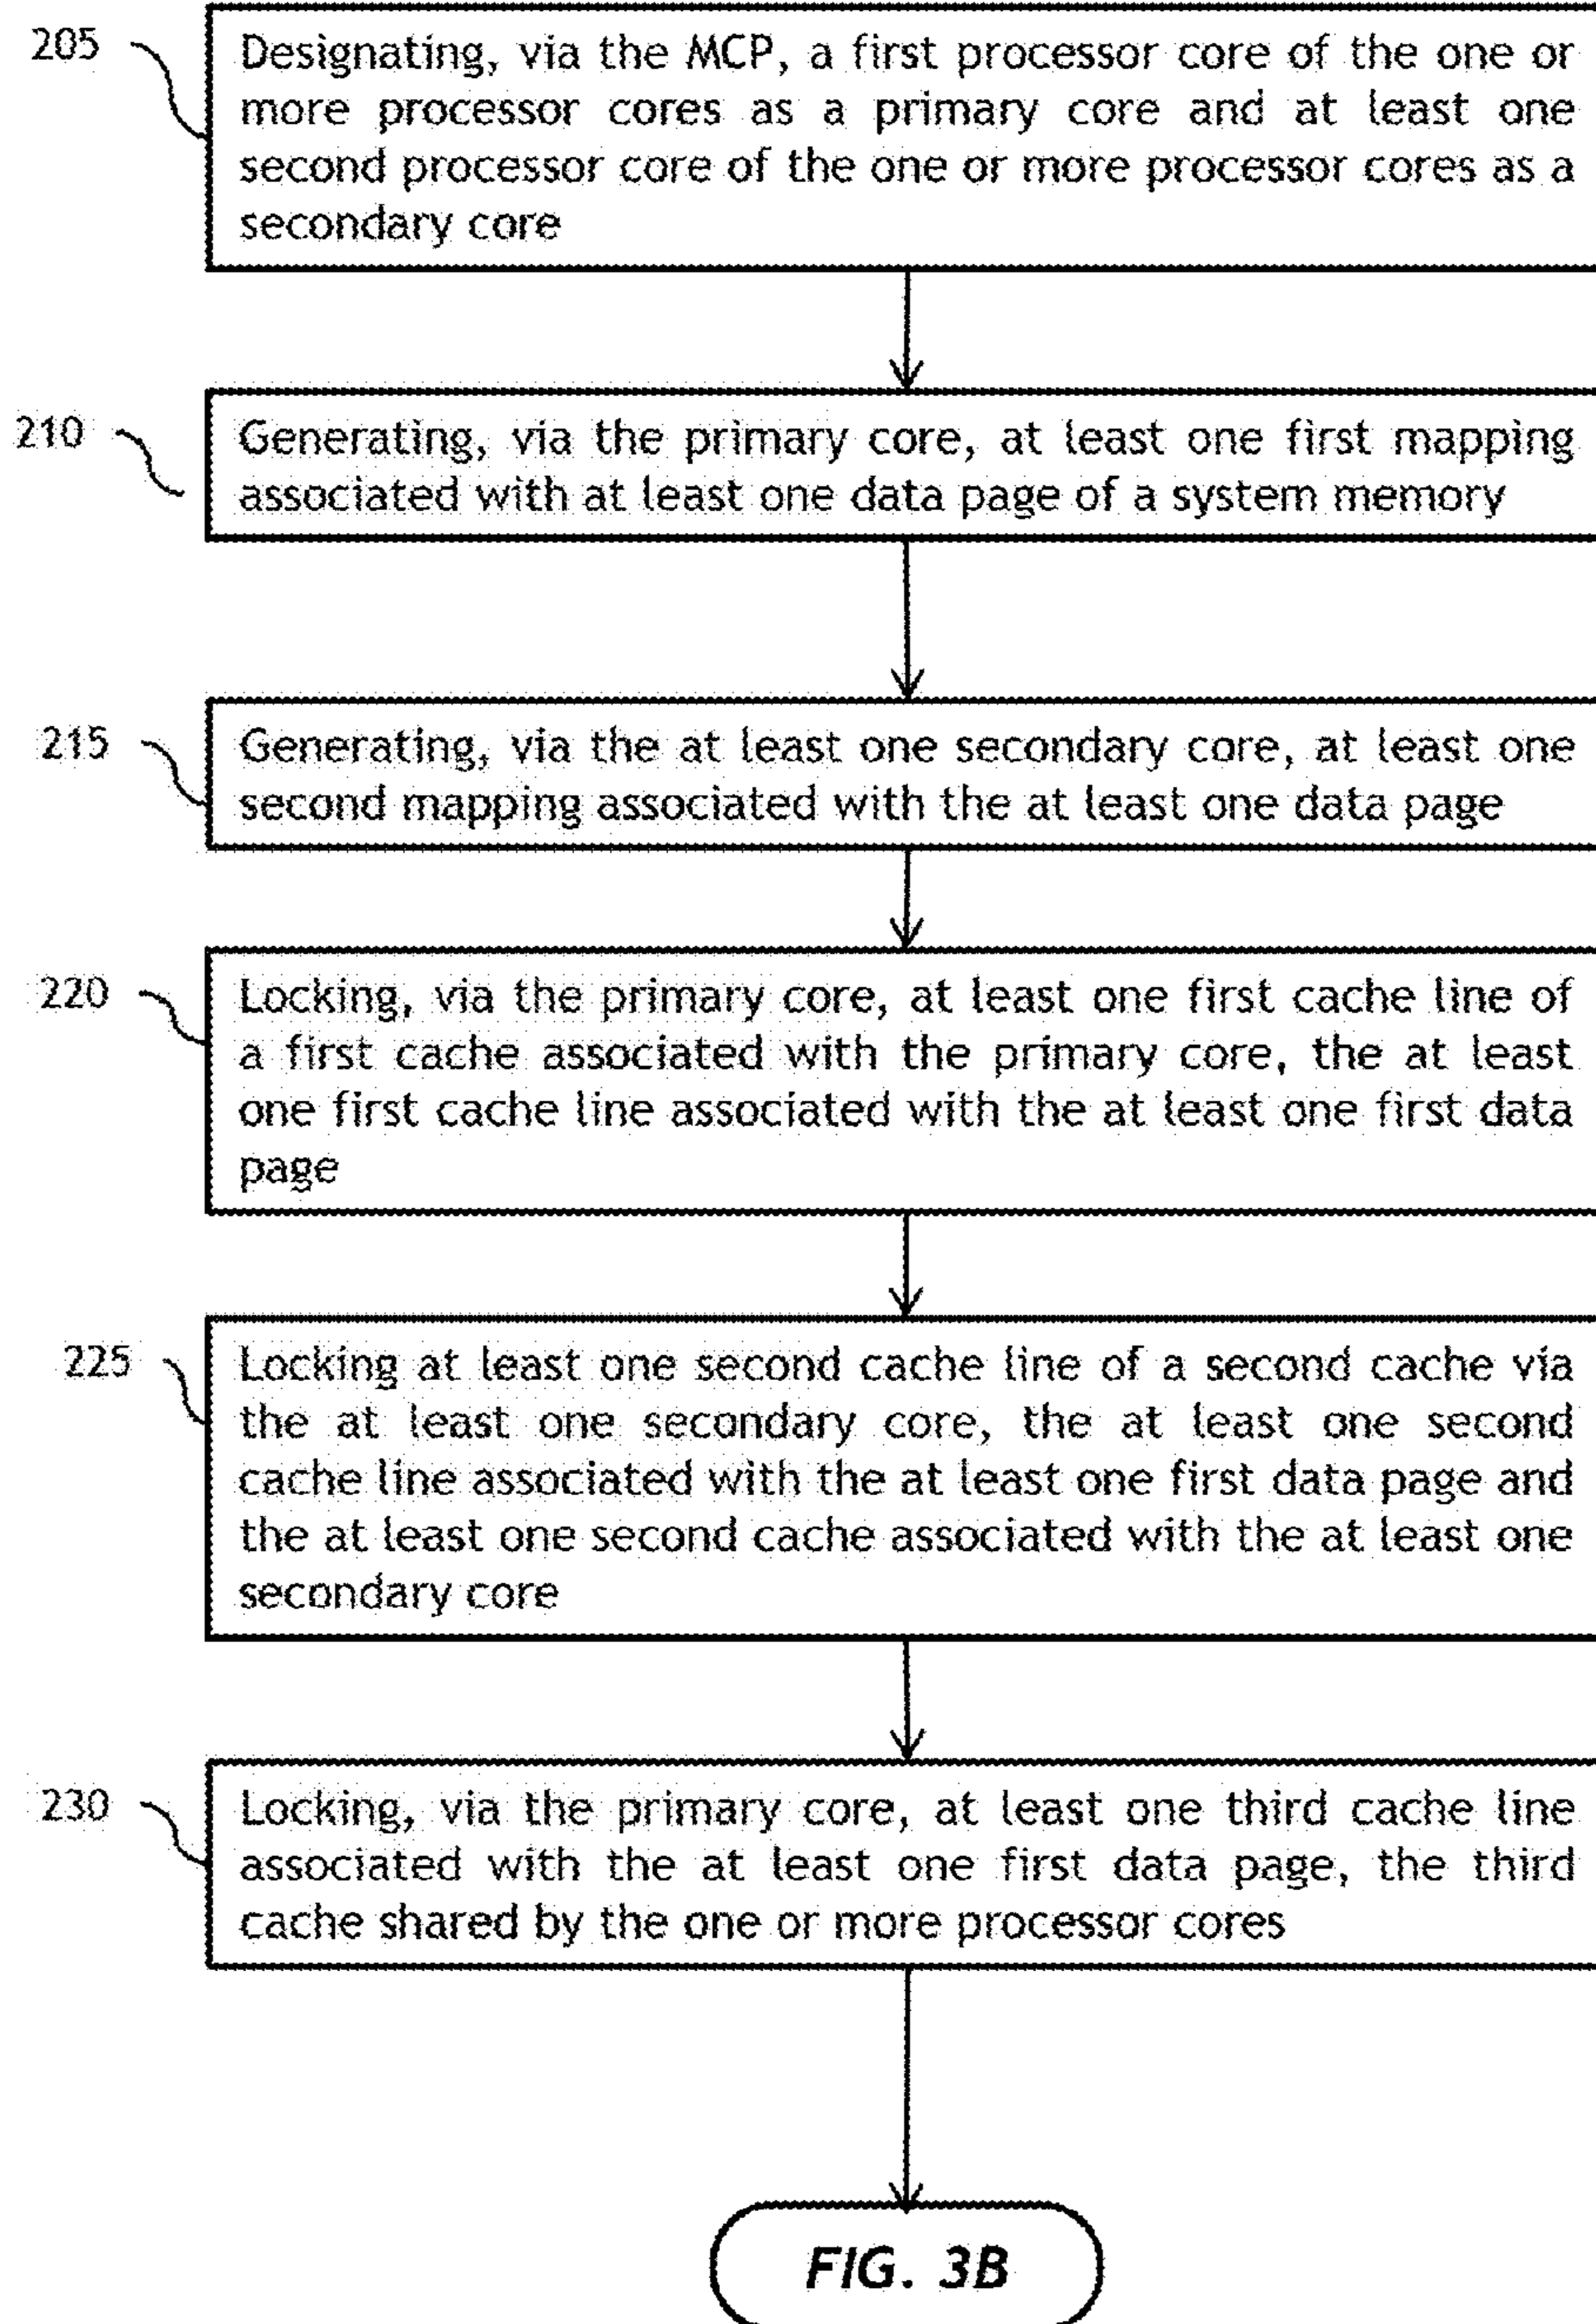 205
Designating, via the MCP, a first processor core of the one or
more processor cores as a primary core and at least one
second processor core of the one or more processor cores as a
secondary core
210
Generating, via the primary core, at least one first mapping
associated with at least one data page of a system memory
215
Generating, via the at least one secondary core, at least one
second mapping associated with the at least one data page
220
Locking, via the primary core, at least one first cache line of
a first cache associated with the primary core, the at least
one first cache line associated with the at least one first data
page
225
Locking at least one second cache line of a second cache via
the at least one secondary core, the at least one second
cache line associated with the at least one first data page and
the at least one second cache associated with the at least one
secondary core
230
Locking, via the primary core, at least one third cache line
associated with the at least one first data page, the third
cache shared by the one or more processor cores
FIG. 3B